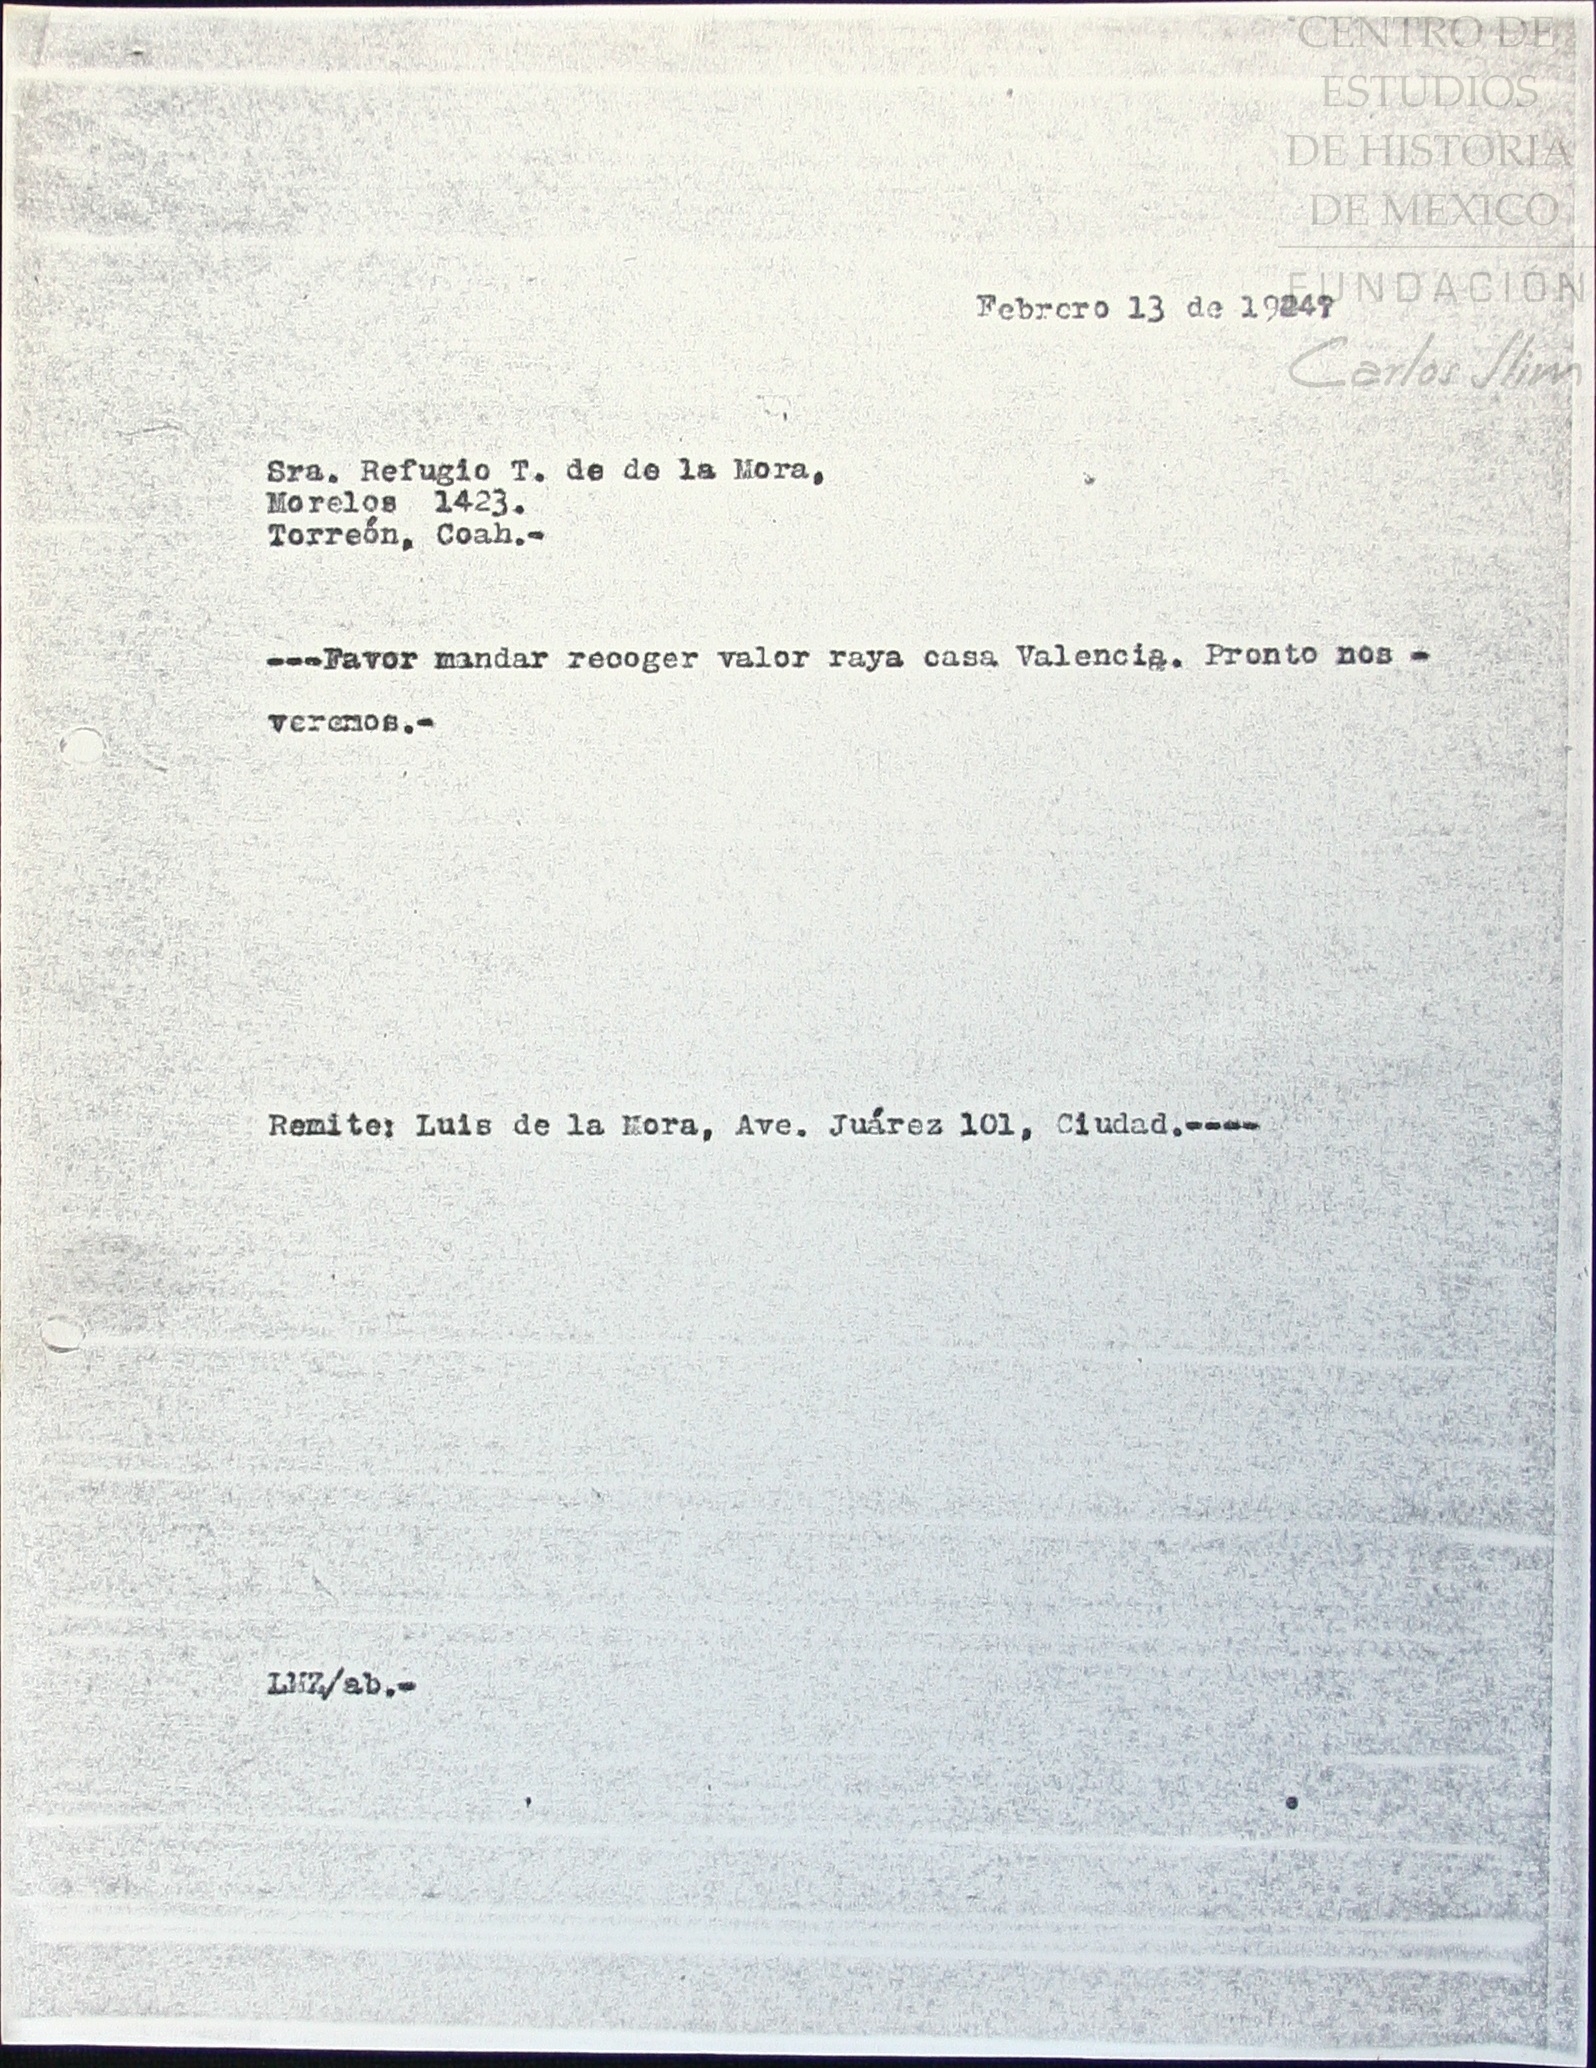 CENTRO DE
ESTUDIOS
DE HISTORIA
DE MEXICO
FUNDACIÓN
Carlos Slim
Febrero 13 de
Sra. Refugio T. de de la Mora,
Morelos 1423.
Torreón, Coah.-
---Favor mandar recoger valor raya casa Valencia. Pronto nos -
veremos.-
Remite: Luis de la Mora, Ave. Juárez 101, Ciudad.----
LMZ/ab.-